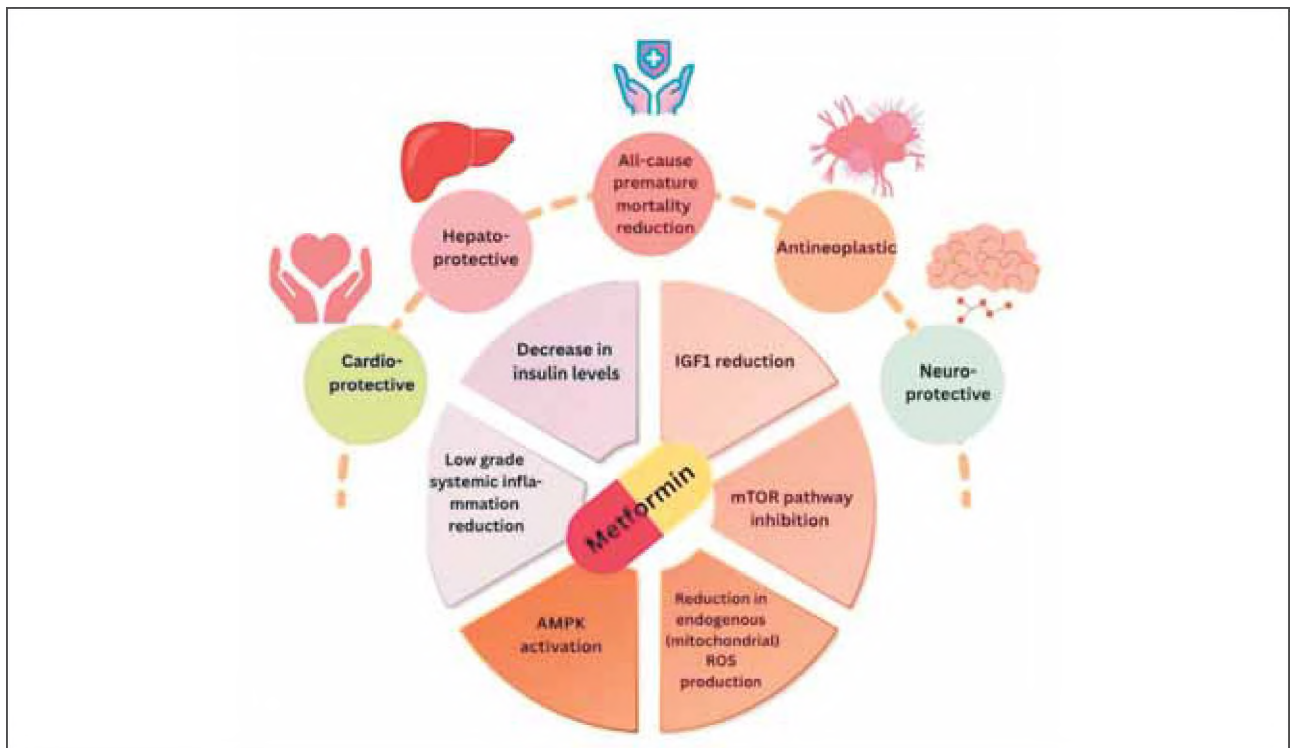 All-cause
premature
mortality
reduction
Hepato-
protective
Antineoplastic
Cardio-
protective
Neuro-
protective
Decrease in
insulin levels
IGF1 reduction
Low grade
systemic infla-
mmation
reduction
mTOR pathway
inhibition
Metformin
AMPK
activation
Reduction in
endogenous
(mitochondrial)
ROS
production